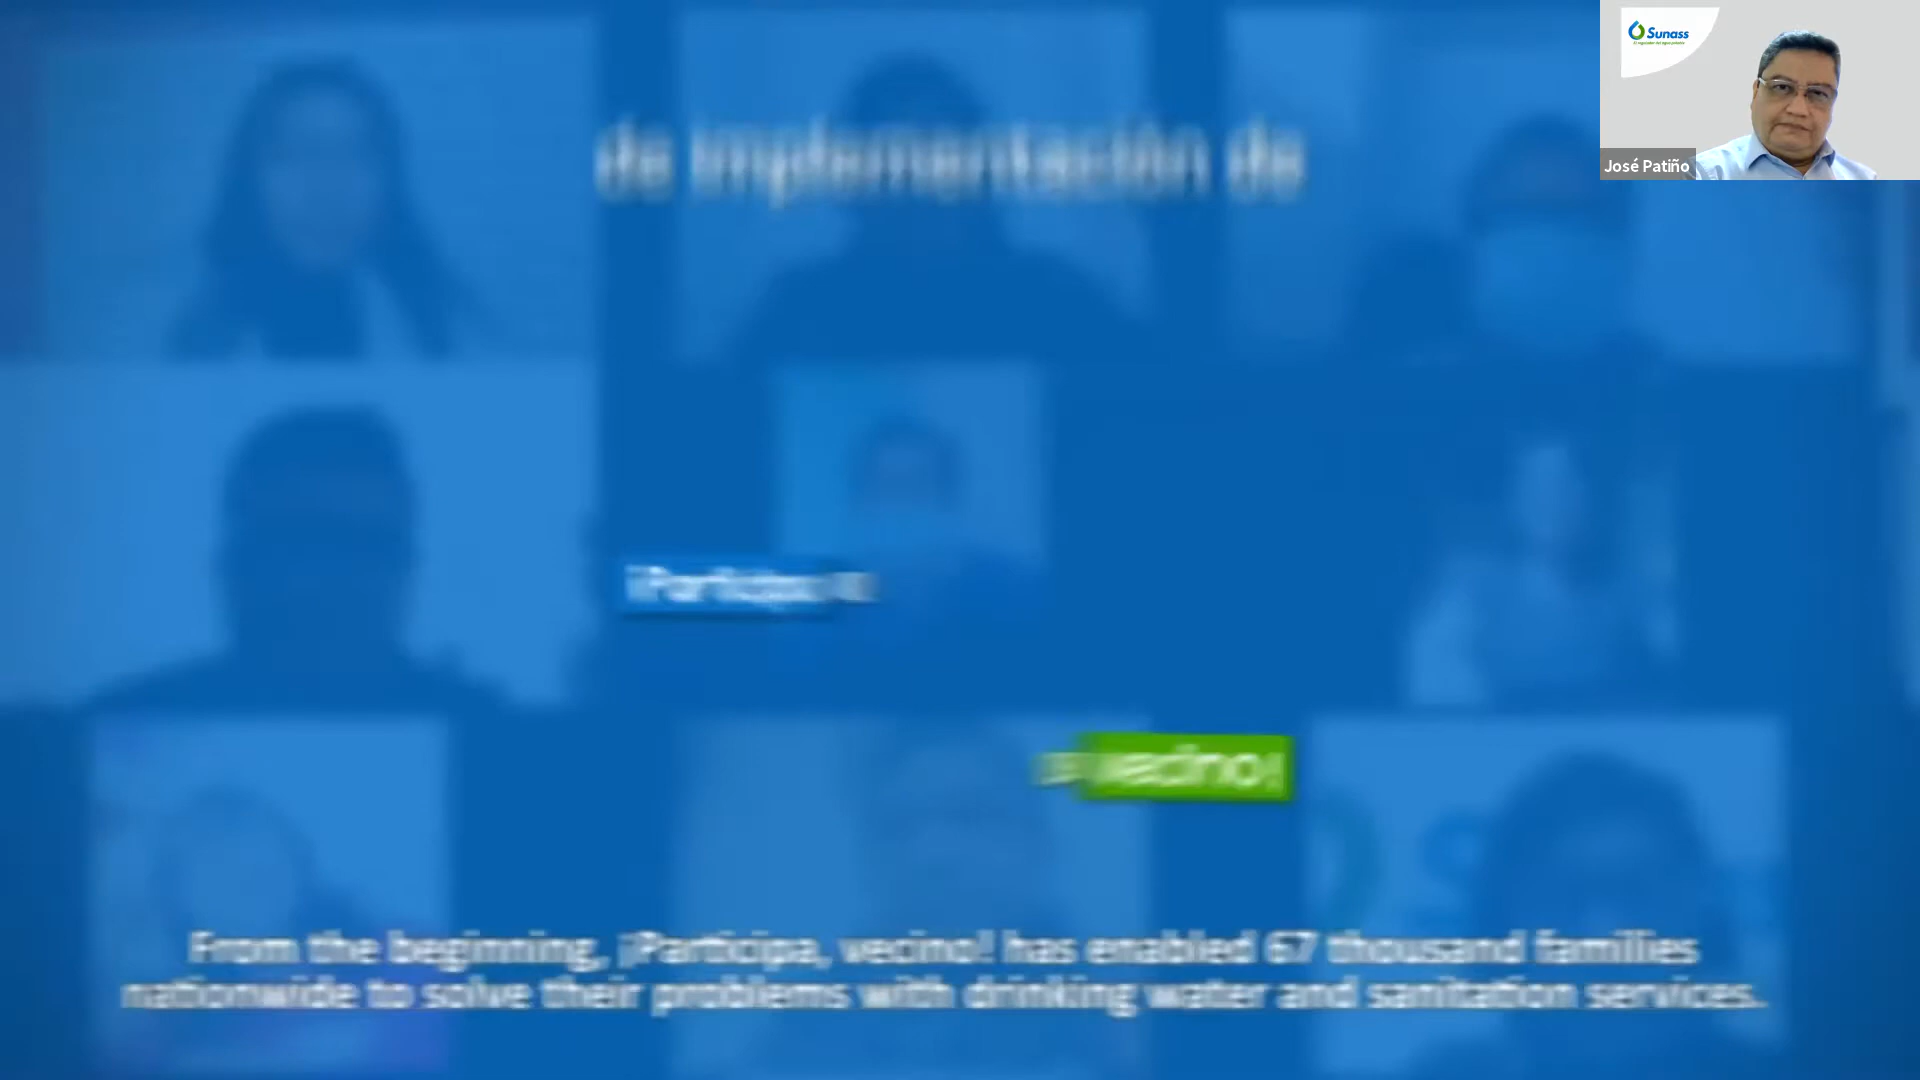 Sunass
José Patiño
de Implementación de
¡Participa
vecino!
From the beginning, ¡Participa, vecino! has enabled 67 thousand families
nationwide to solve their problems with drinking water and sanitation services.